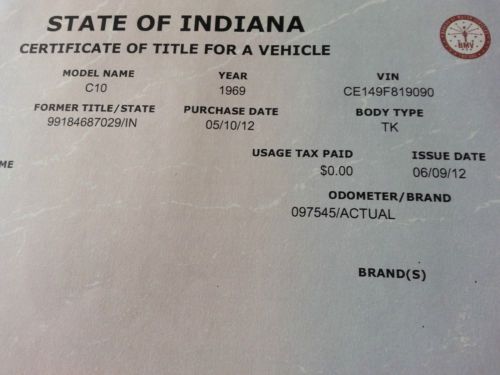 STATE OF INDIANA
CERTIFICATE OF TITLE FOR A VEHICLE
BMV
MODEL NAME YEAR VIN
C10 1969 CE149F819090
FORMER TITLE/STATE PURCHASE DATE BODY TYPE
99184687029/IN 05/10/12 TK
ME USAGE TAX PAID ISSUE DATE
$0.00 06/09/12
ODOMETER/BRAND
097545/ACTUAL
BRAND(S)